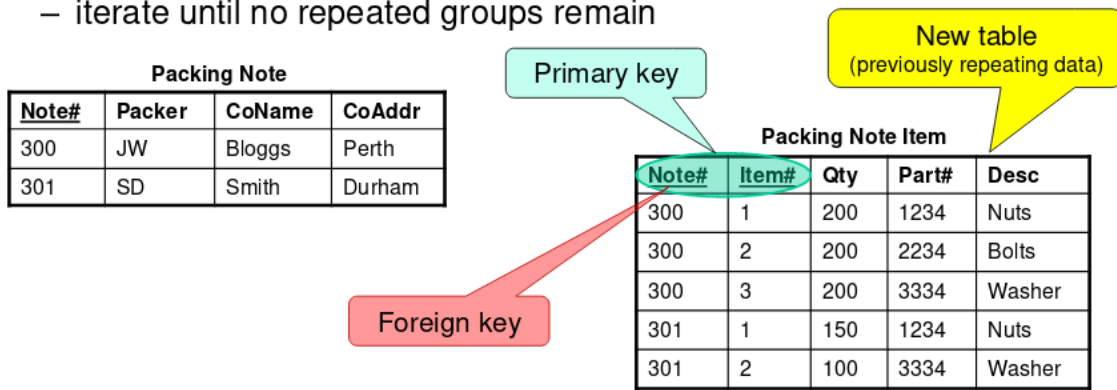 – iterate until no repeated groups remain
New table
(previously repeating data)
Primary key
Packing Note
Note# Packer CoName CoAddr
300 JW Bloggs Perth
301 SD Smith Durham
Packing Note Item
Note# Item# Qty Part# Desc
300 1 200 1234 Nuts
300 2 200 2234 Bolts
300 3 200 3334 Washer
301 1 150 1234 Nuts
301 2 100 3334 Washer
Foreign key